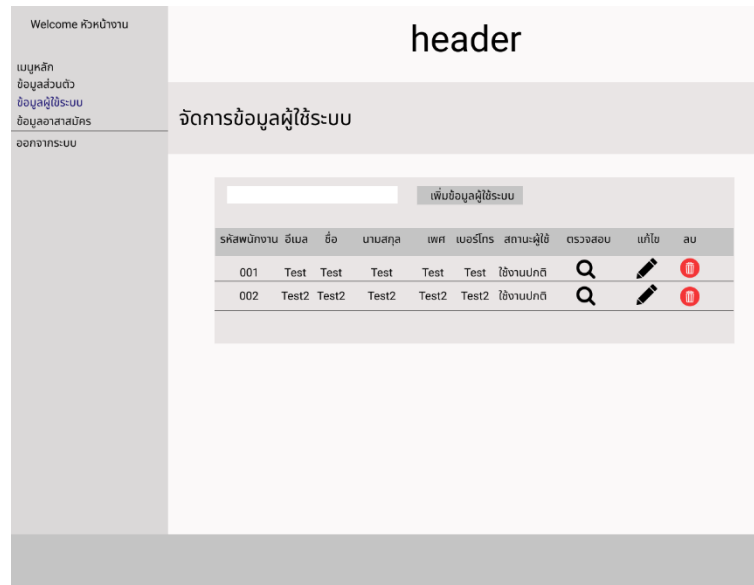 Welcome หัวหน้างาน
header
เมนูหลัก
ข้อมูลส่วนตัว
ข้อมูลผู้ใช้ระบบ
ข้อมูลอาสาสมัคร
ออกจากระบบ
จัดการข้อมูลผู้ใช้ระบบ
เพิ่มข้อมูลผู้ใช้ระบบ
รหัสพนักงาน อีเมล ชื่อ นามสกุล เพศ เบอร์โทร สถานะผู้ใช้ ตรวจสอบ แก้ไข ลบ
001 Test Test Test Test Test ใช้งานปกติ
002 Test2 Test2 Test2 Test2 Test2 ใช้งานปกติ